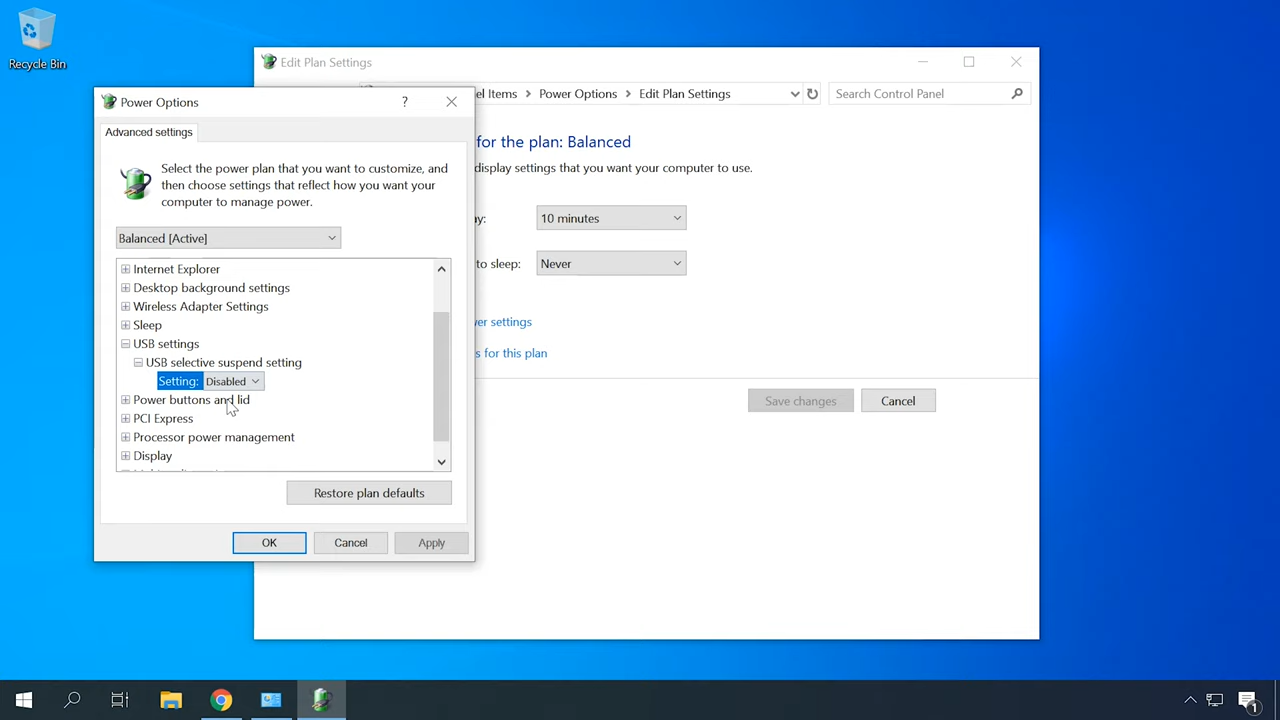 Recycle Bin
Edit Plan Settings
el Items > Power Options > Edit Plan Settings
Search Control Panel
for the plan: Balanced
display settings that you want your computer to use.
ay:
10 minutes
to sleep:
Never
wer settings
s for this plan
Save changes
Cancel
Power Options
?
Advanced settings
Select the power plan that you want to customize, and
then choose settings that reflect how you want your
computer to manage power.
Balanced [Active]
Internet Explorer
Desktop background settings
Wireless Adapter Settings
Sleep
USB settings
USB selective suspend setting
Setting: Disabled
Power buttons and lid
PCI Express
Processor power management
Display
Restore plan defaults
OK
Cancel
Apply
1